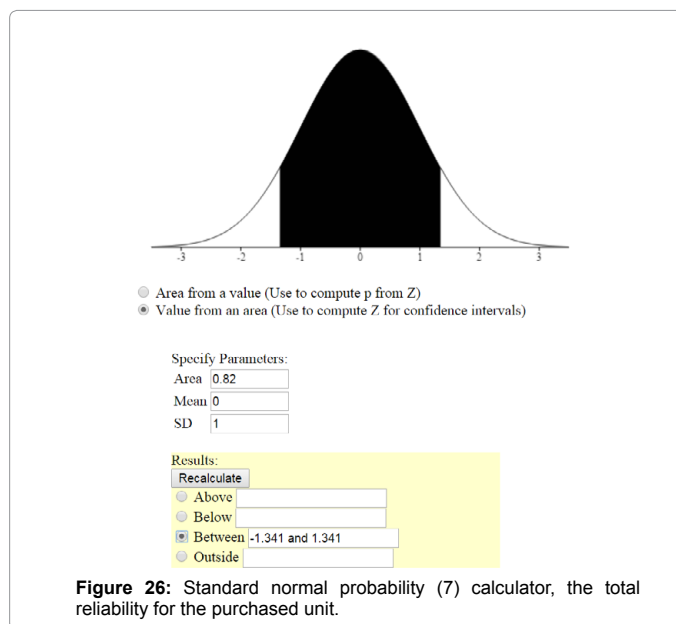 -3 -2 -1 0 1 2 3
Area from a value (Use to compute p from Z)
Value from an area (Use to compute Z for confidence intervals)
Specify Parameters:
Area 0.82
Mean 0
SD 1
Results:
Recalculate
Above
Below
Between -1.341 and 1.341
Outside
Figure 26: Standard normal probability (7) calculator, the total
reliability for the purchased unit.